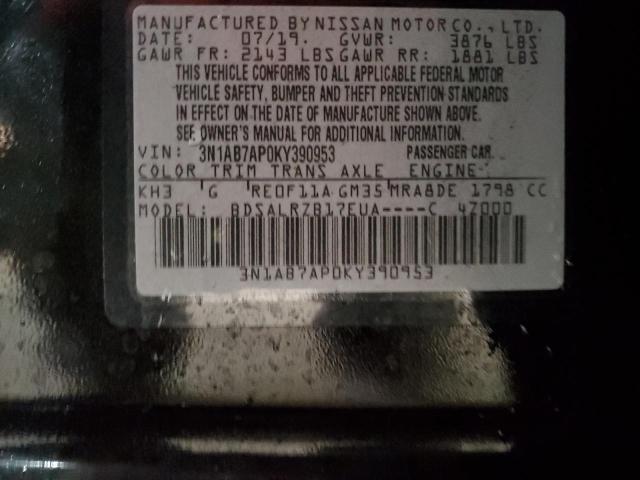 MANUFACTURED BY NISSAN MOTOR CO., LTD.
DATE: 07/19. GVWR: 3876 LBS
GAWR FR: 2143 LBS GAWR RR: 1881 LBS
THIS VEHICLE CONFORMS TO ALL APPLICABLE FEDERAL MOTOR
VEHICLE SAFETY, BUMPER AND THEFT PREVENTION STANDARDS
IN EFFECT ON THE DATE OF MANUFACTURE SHOWN ABOVE.
SEE OWNER'S MANUAL FOR ADDITIONAL INFORMATION.
VIN: 3N1AB7AP0KY390953 PASSENGER CAR
COLOR TRIM TRANS AXLE ENGINE
KH3 G RE0F11A GM35 MRA8DE 1798 CC
MODEL: BDSALRZB17EUA----C 4Z000
3N1AB7AP0KY390953